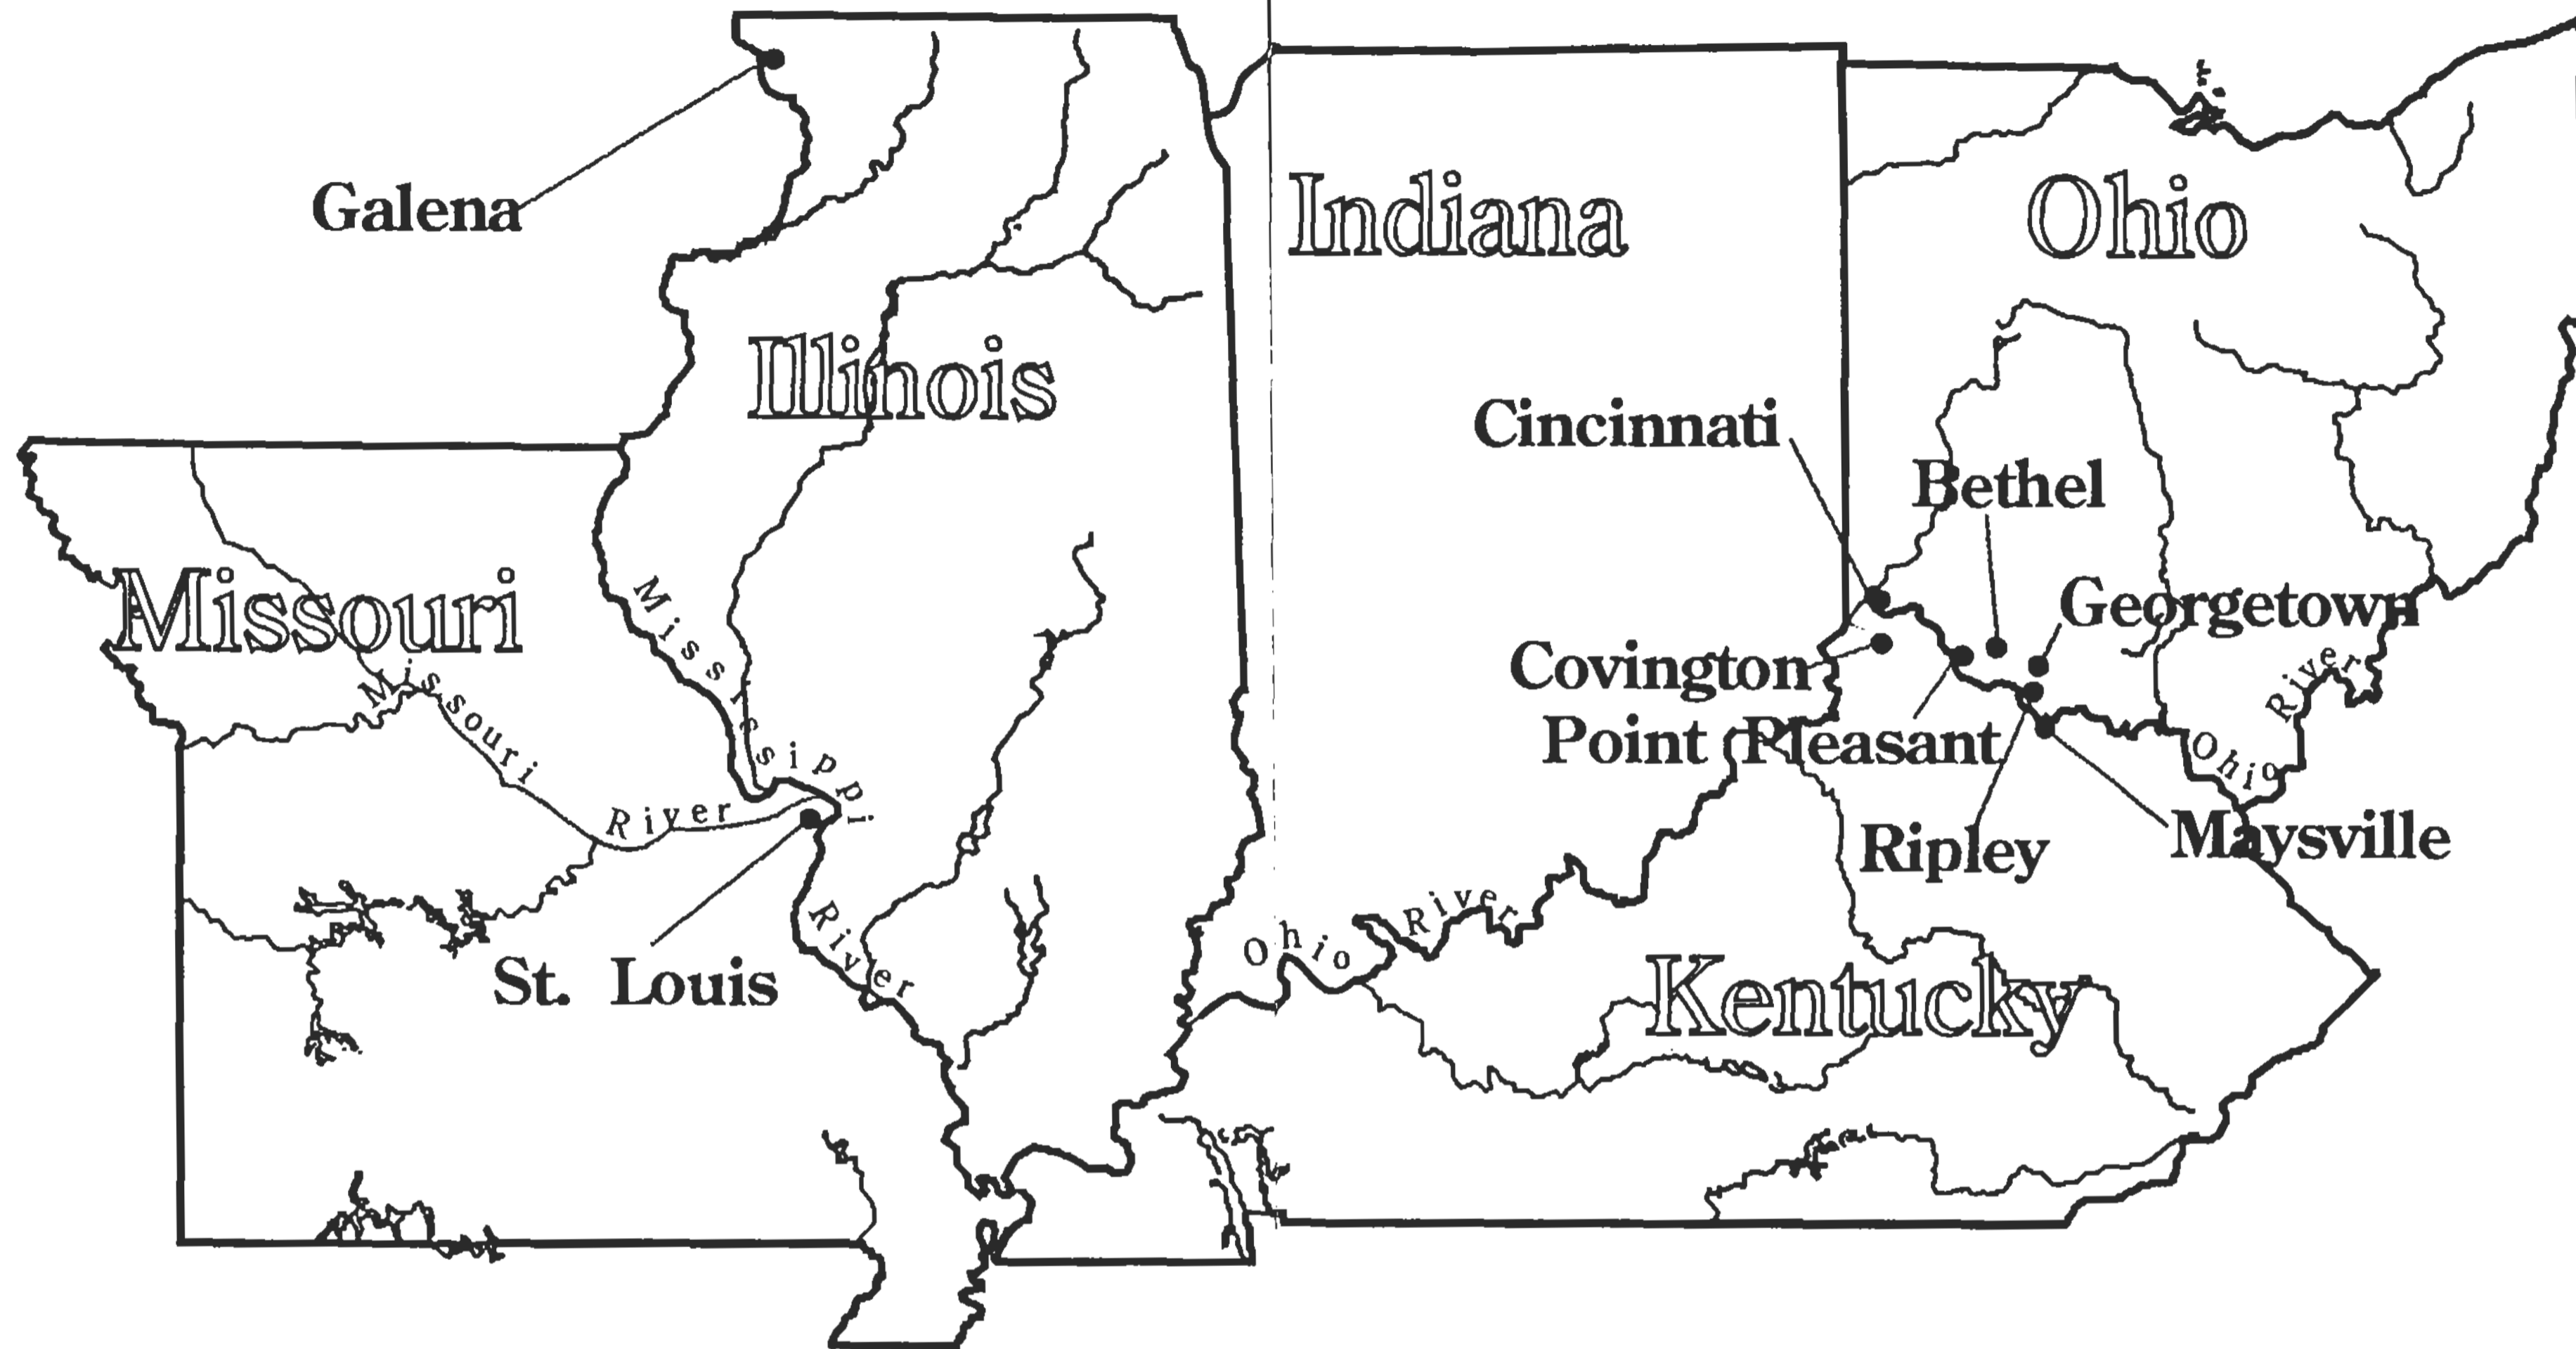 Galena
Indiana
Ohio
Illinois
Cincinnati
Bethel
Missouri
Georgetown
Mississippi
Covington
Missouri
River
Point Pleasant
Ohio
River
St. Louis
Ripley
Maysville
River
Ohio
River
Kentucky